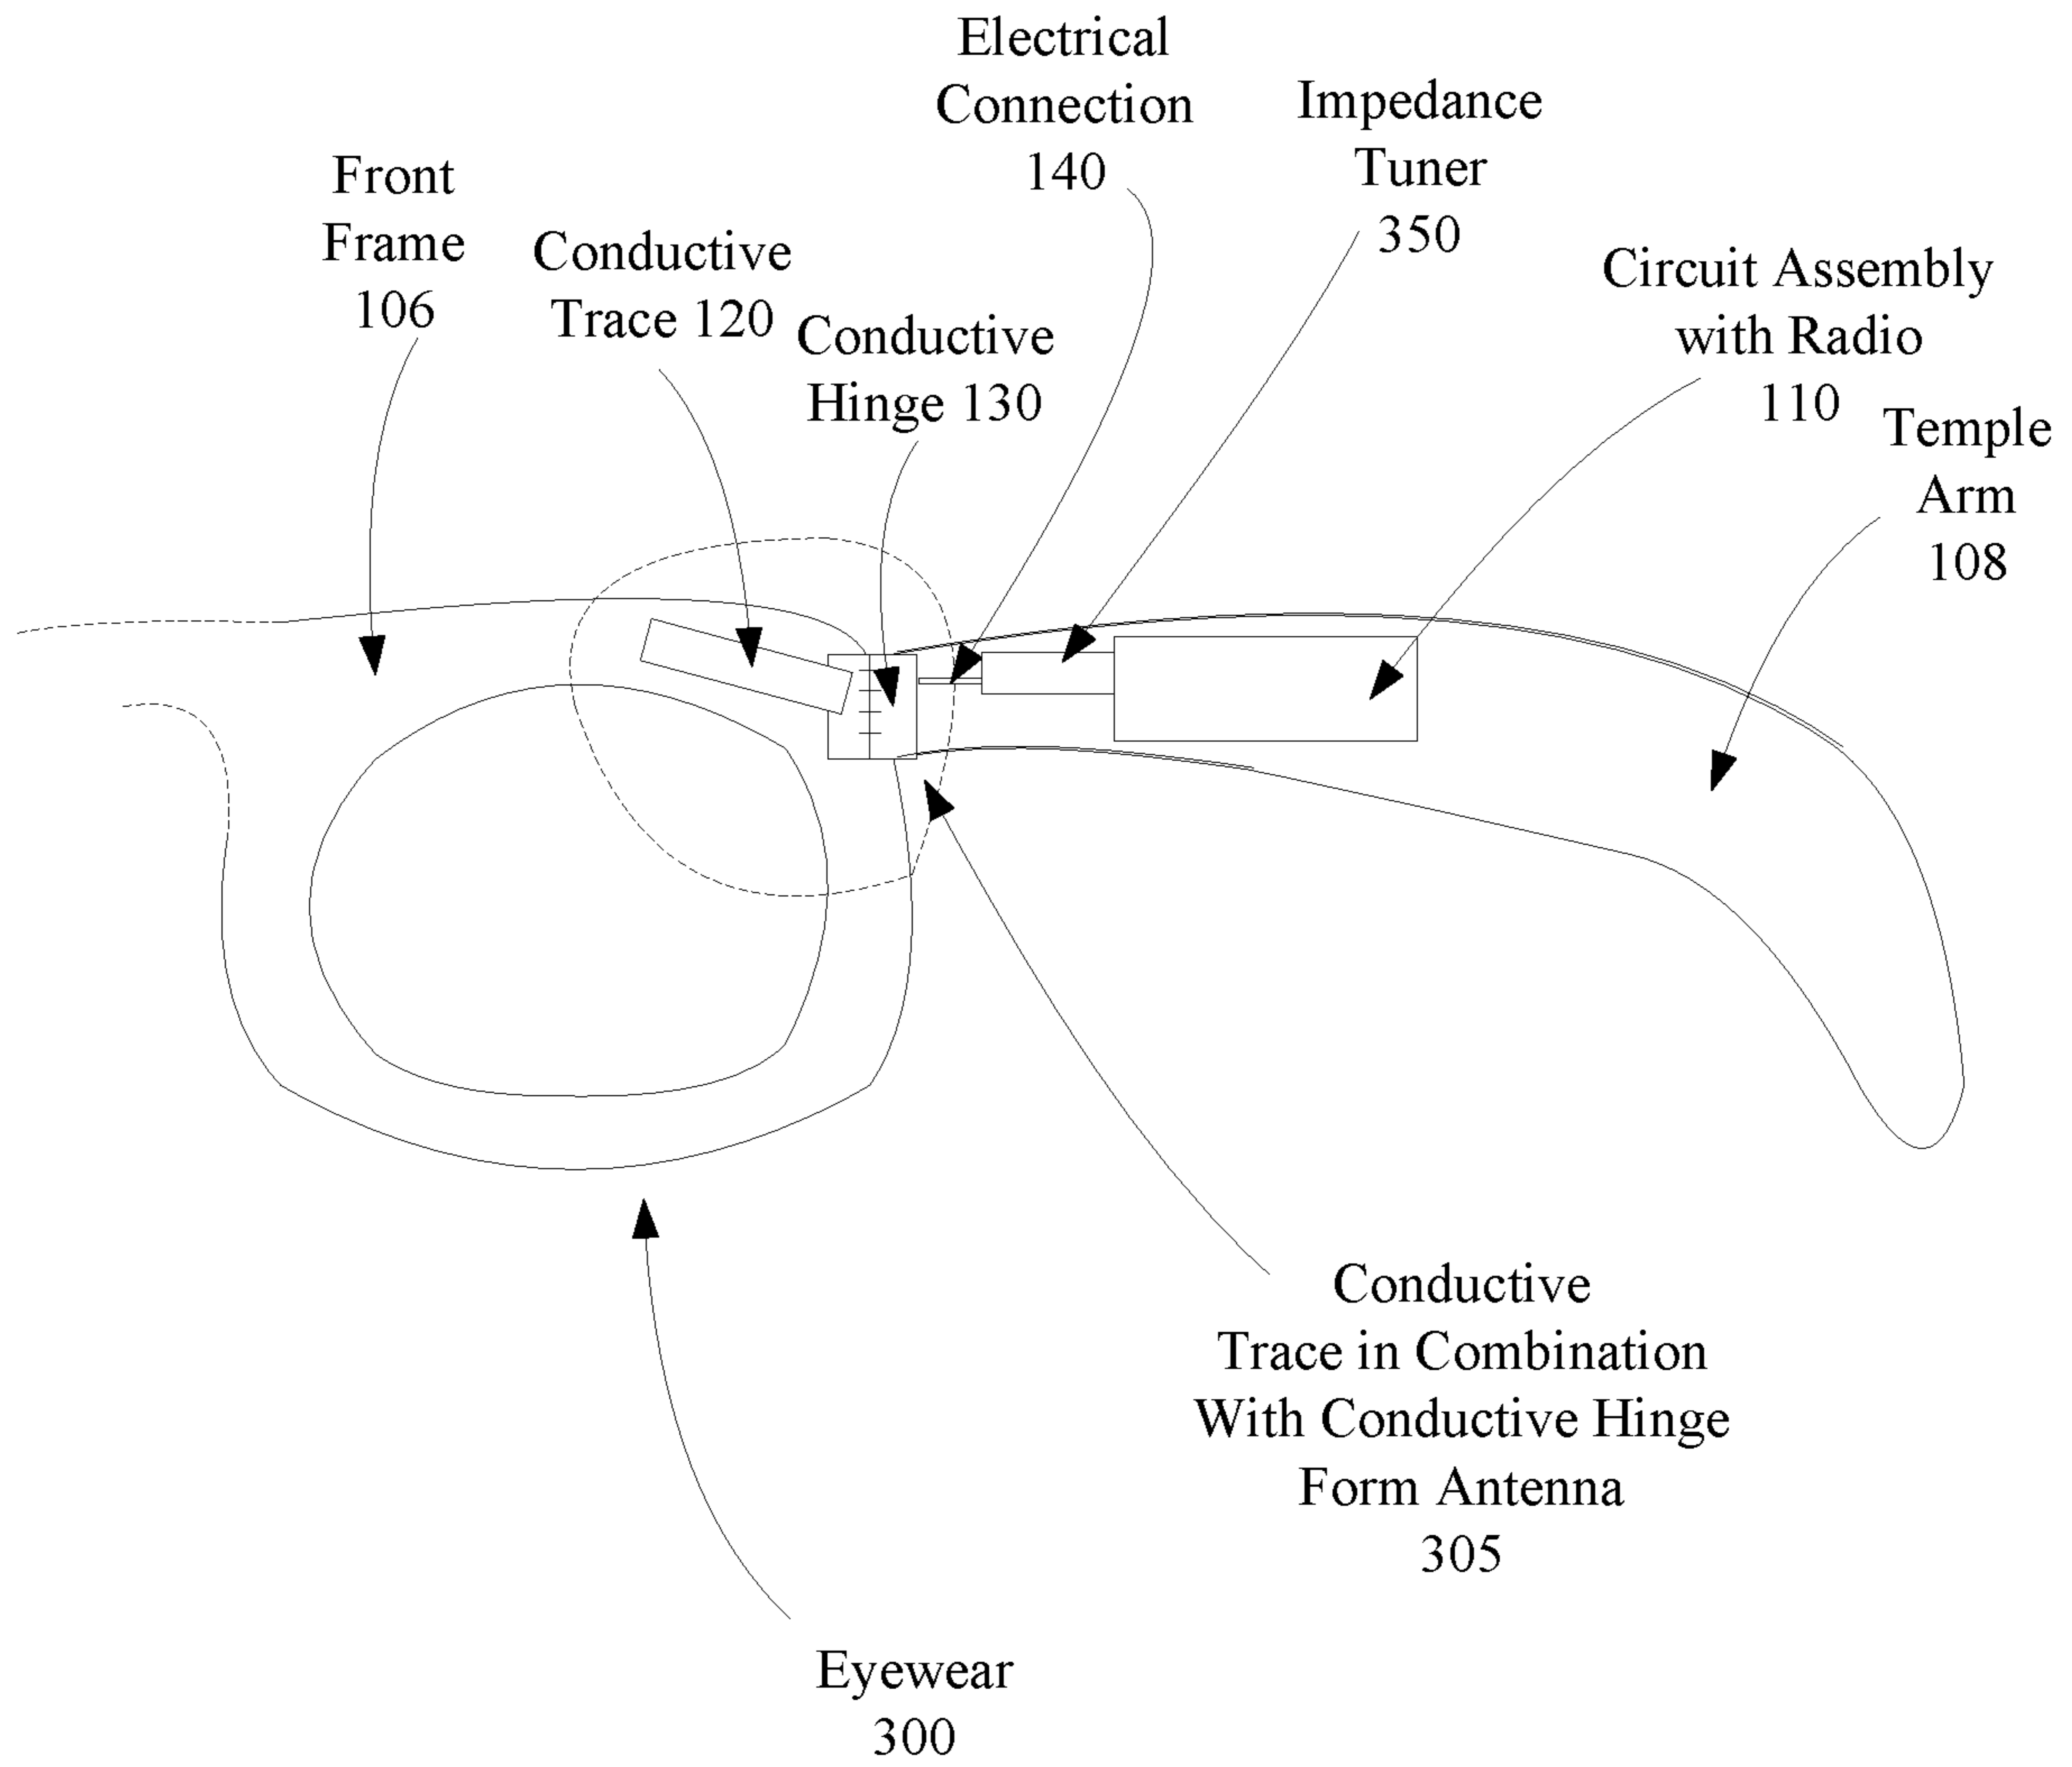 Electrical
Connection
140
Impedance
Tuner
350
Front
Frame
106
Conductive
Trace 120
Conductive
Hinge 130
Circuit Assembly
with Radio
110
Temple
Arm
108
Conductive
Trace in Combination
With Conductive Hinge
Form Antenna
305
Eyewear
300